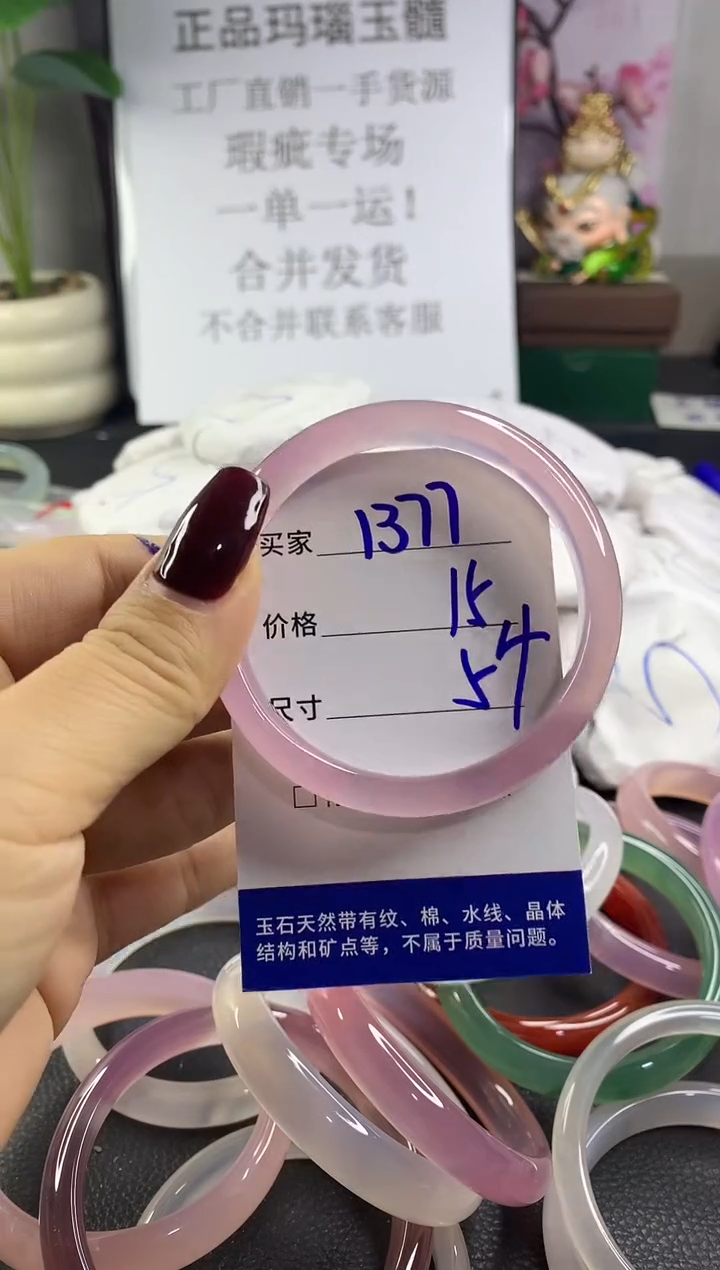 正品玛瑙玉髓
工厂直销一手货源
瑕疵专场
一单一运！
合并发货
不合并联系客服
买家 1377
价格 15
尺寸 54
玉石天然带有纹、棉、水线、晶体
结构和矿点等，不属于质量问题。